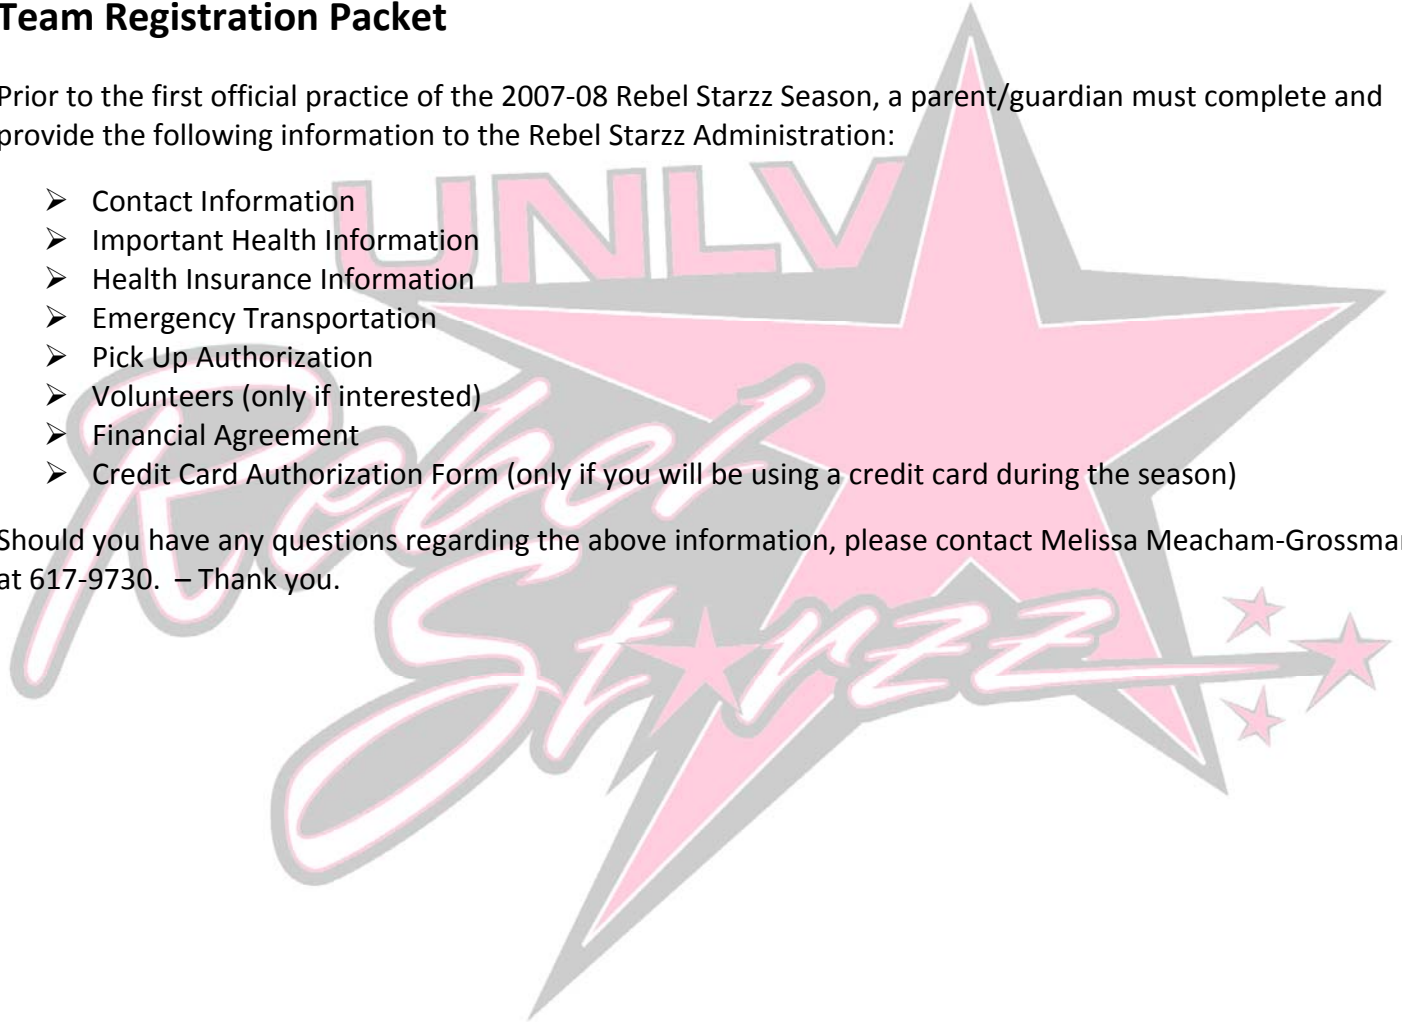 Team Registration Packet
Prior to the first official practice of the 2007-08 Rebel Starzz Season, a parent/guardian must complete and
provide the following information to the Rebel Starzz Administration:
UNLV
➢ Contact Information
➢ Important Health Information
➢ Health Insurance Information
➢ Emergency Transportation
➢ Pick Up Authorization
➢ Volunteers (only if interested)
➢ Financial Agreement
➢ Credit Card Authorization Form (only if you will be using a credit card during the season)
Rebel
Should you have any questions regarding the above information, please contact Melissa Meacham-Grossman
at 617-9730. – Thank you.
St★rzz